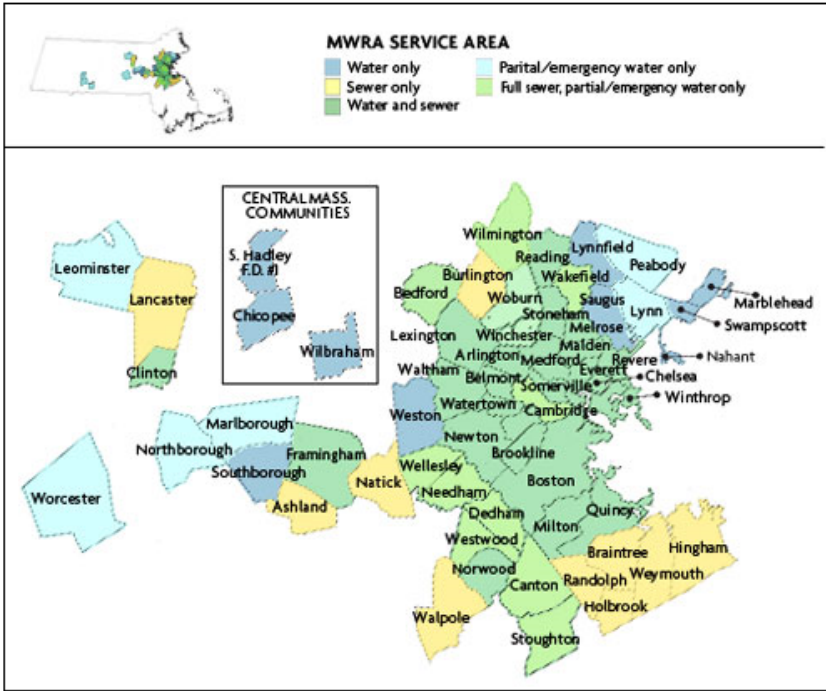 MWRA SERVICE AREA
Water only
Parital/emergency water only
Sewer only
Full sewer, partial/emergency water only
Water and sewer
CENTRAL MASS.
COMMUNITIES
S. Hadley
F.D. #1
Chicopee
Wilbraham
Leominster
Lancaster
Clinton
Wilmington
Lynnfield
Reading
Peabody
Burlington
Wakefield
Bedford
Woburn
Saugus
Marblehead
Stoneham
Lynn
Swampscott
Lexington
Winchester
Melrose
Malden
Arlington
Medford
Revere
Nahant
Waltham
Everett
Belmont
Chelsea
Somerville
Winthrop
Watertown
Cambridge
Weston
Marlborough
Newton
Northborough
Framingham
Brookline
Southborough
Wellesley
Worcester
Natick
Needham
Boston
Ashland
Dedham
Quincy
Milton
Westwood
Braintree
Hingham
Norwood
Canton
Randolph
Weymouth
Walpole
Holbrook
Stoughton